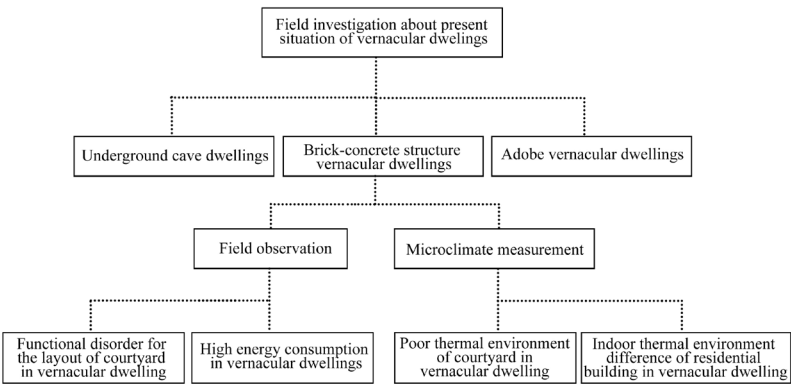 Field investigation about present
situation of vernacular dwelings
Underground cave dwellings
Brick-concrete structure
vernacular dwellings
Adobe vernacular dwellings
Field observation
Microclimate measurement
Functional disorder for
the layout of courtyard
in vernacular dwelling
High energy consumption
in vernacular dwellings
Poor thermal environment
of courtyard in
vernacular dwelling
Indoor thermal environment
difference of residential
building in vernacular dwelling